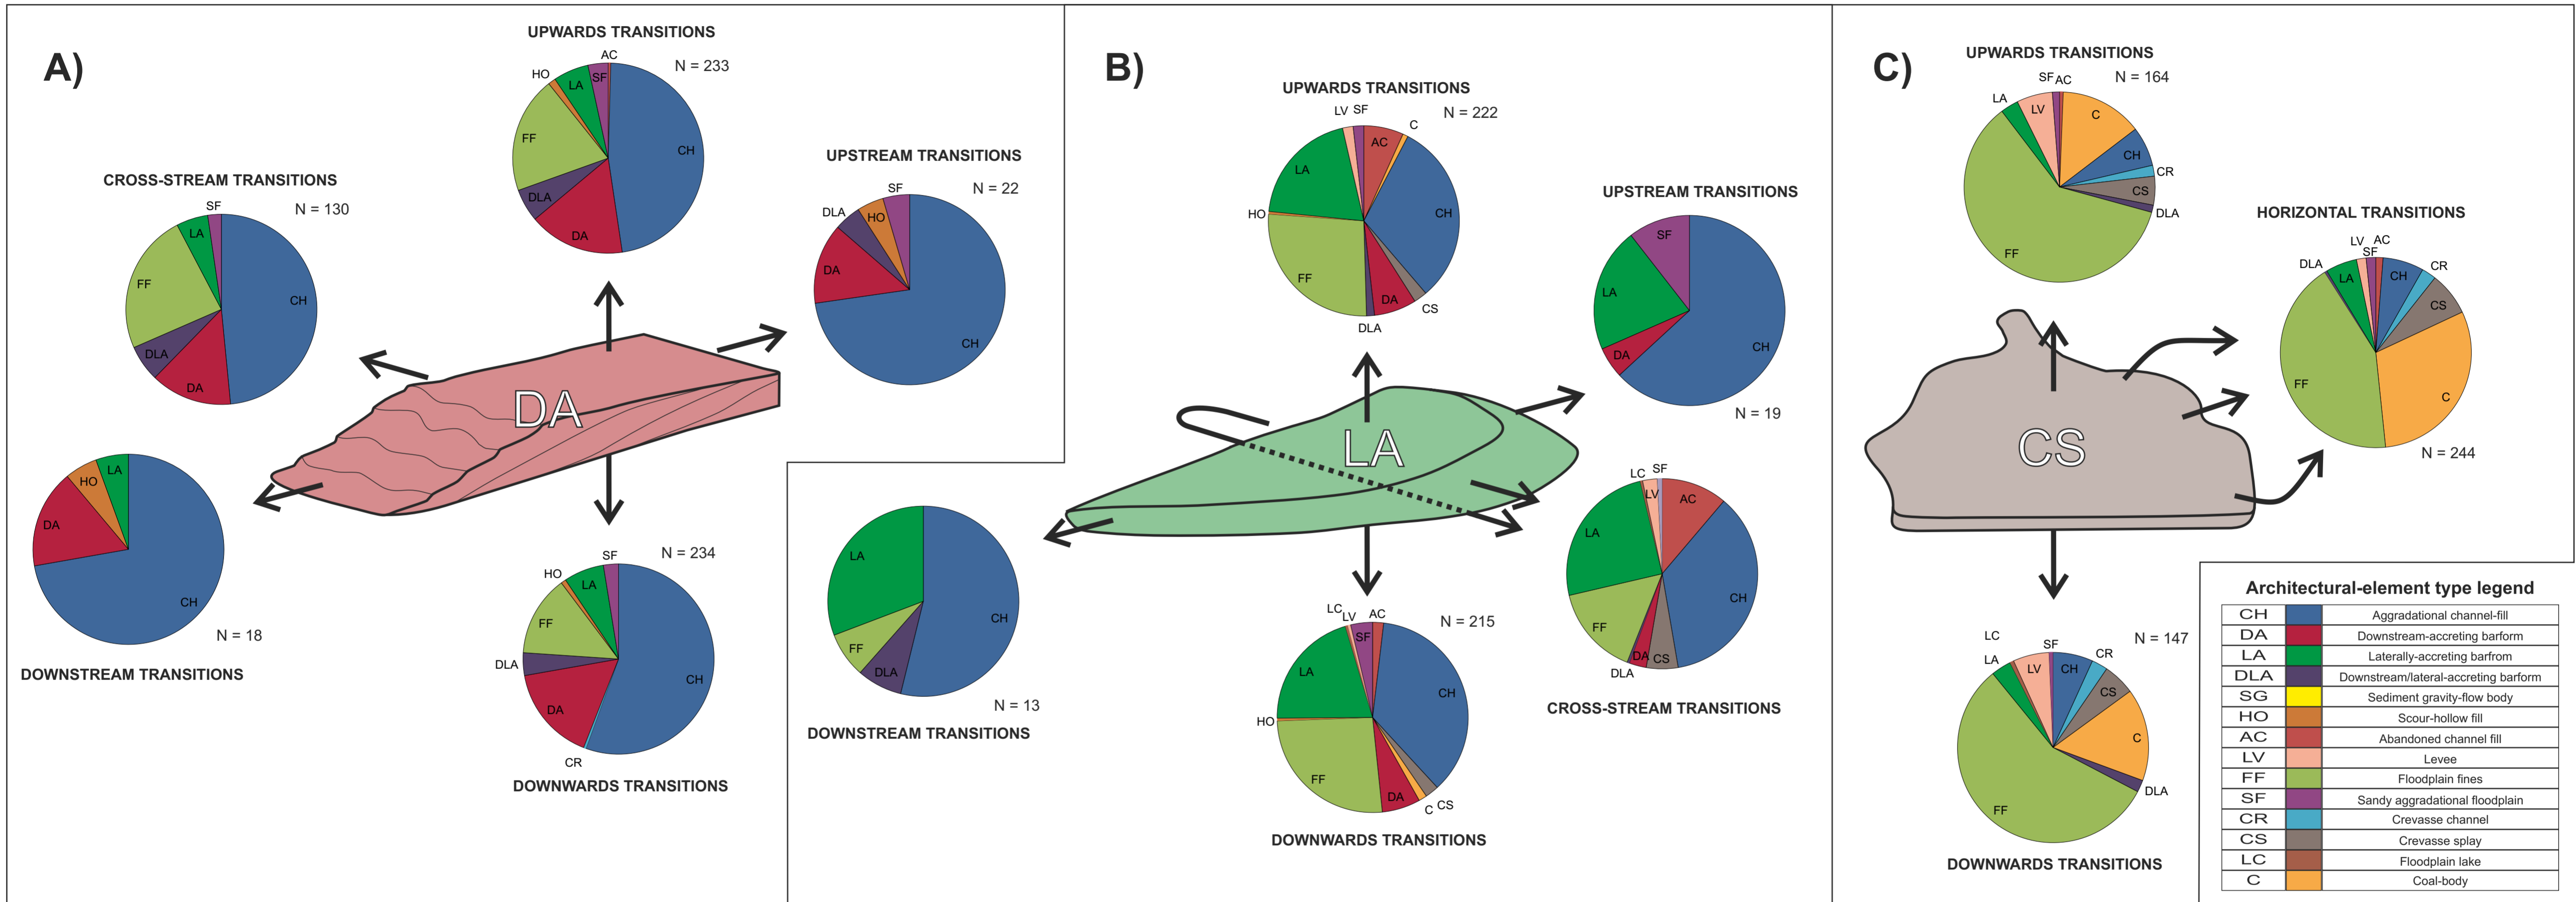 A)
UPWARDS TRANSITIONS
N = 233
AC
CH
DA
DLA
FF
HO
LA
SF
CROSS-STREAM TRANSITIONS
N = 130
SF
CH
DA
DLA
FF
LA
UPSTREAM TRANSITIONS
N = 22
SF
CH
DA
DLA
HO
DA
CH
DA
HO
LA
N = 18
DOWNSTREAM TRANSITIONS
N = 234
SF
CH
CR
DA
DLA
FF
HO
LA
DOWNWARDS TRANSITIONS
B)
UPWARDS TRANSITIONS
N = 222
LV
SF
AC
C
CH
CS
DA
DLA
FF
HO
LA
UPSTREAM TRANSITIONS
SF
CH
DA
LA
N = 19
LA
LC
SF
LV
AC
CH
CS
DA
DLA
FF
LA
CROSS-STREAM TRANSITIONS
LA
CH
DLA
FF
N = 13
DOWNSTREAM TRANSITIONS
N = 215
LC
LV
SF
AC
CH
CS
C
DA
FF
HO
LA
DOWNWARDS TRANSITIONS
C)
UPWARDS TRANSITIONS
N = 164
SF
AC
C
CH
CR
CS
DLA
FF
LA
LV
HORIZONTAL TRANSITIONS
LV
SF
AC
CH
CR
CS
C
FF
DLA
LA
N = 244
CS
N = 147
LC
LA
LV
SF
CH
CR
CS
C
DLA
FF
DOWNWARDS TRANSITIONS
Architectural-element type legend
CH Aggradational channel-fill
DA Downstream-accreting barform
LA Laterally-accreting barfrom
DLA Downstream/lateral-accreting barform
SG Sediment gravity-flow body
HO Scour-hollow fill
AC Abandoned channel fill
LV Levee
FF Floodplain fines
SF Sandy aggradational floodplain
CR Crevasse channel
CS Crevasse splay
LC Floodplain lake
C Coal-body